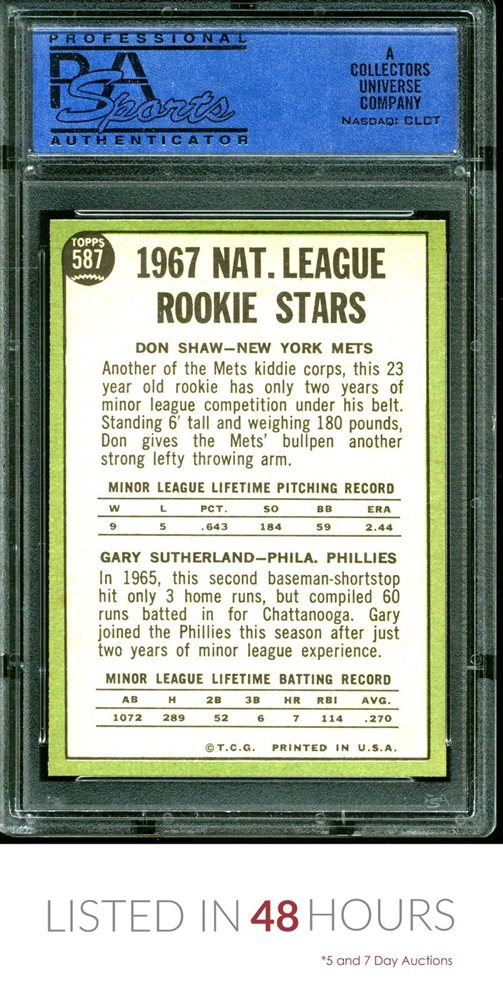 PROFESSIONAL
PSA
Sports
AUTHENTICATOR
A
COLLECTORS
UNIVERSE
COMPANY
NASDAQ: CLCT
TOPPS
587
1967 NAT. LEAGUE
ROOKIE STARS
DON SHAW—NEW YORK METS
Another of the Mets kiddie corps, this 23
year old rookie has only two years of
minor league competition under his belt.
Standing 6' tall and weighing 180 pounds,
Don gives the Mets' bullpen another
strong lefty throwing arm.
MINOR LEAGUE LIFETIME PITCHING RECORD
W L PCT. SO BB ERA
9 5 .643 184 59 2.44
GARY SUTHERLAND—PHILA. PHILLIES
In 1965, this second baseman-shortstop
hit only 3 home runs, but compiled 60
runs batted in for Chattanooga. Gary
joined the Phillies this season after just
two years of minor league experience.
MINOR LEAGUE LIFETIME BATTING RECORD
AB H 2B 3B HR RBI AVG.
1072 289 52 6 7 114 .270
©T.C.G. PRINTED IN U.S.A.
LISTED IN 48 HOURS
*5 and 7 Day Auctions